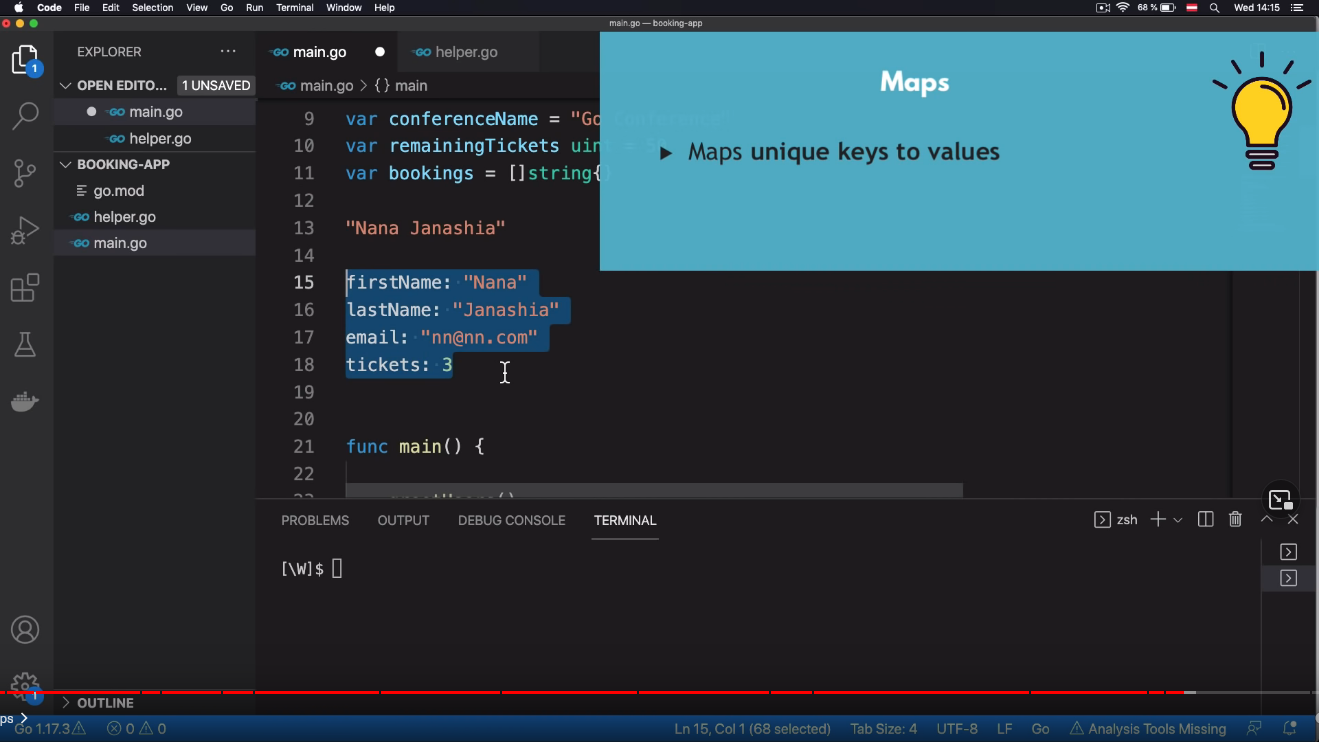 Code File Edit Selection View Go Run Terminal Window Help
68 % Wed 14:15
main.go — booking-app
EXPLORER
main.go
helper.go
1
OPEN EDITO... 1 UNSAVED
main.go > {} main
main.go
helper.go
BOOKING-APP
go.mod
helper.go
main.go
9 var conferenceName = "Go Conference"
10 var remainingTickets uint =
11 var bookings = []string{}
12
13 "Nana Janashia"
14
15 firstName: "Nana"
16 lastName: "Janashia"
17 email: "nn@nn.com"
18 tickets: 3
19
20
21 func main() {
22
23 greetUsers()
Maps
► Maps unique keys to values
PROBLEMS OUTPUT DEBUG CONSOLE TERMINAL
zsh
[\W]$
1
OUTLINE
ps
Go 1.17.3 0 0
Ln 15, Col 1 (68 selected) Tab Size: 4 UTF-8 LF Go Analysis Tools Missing